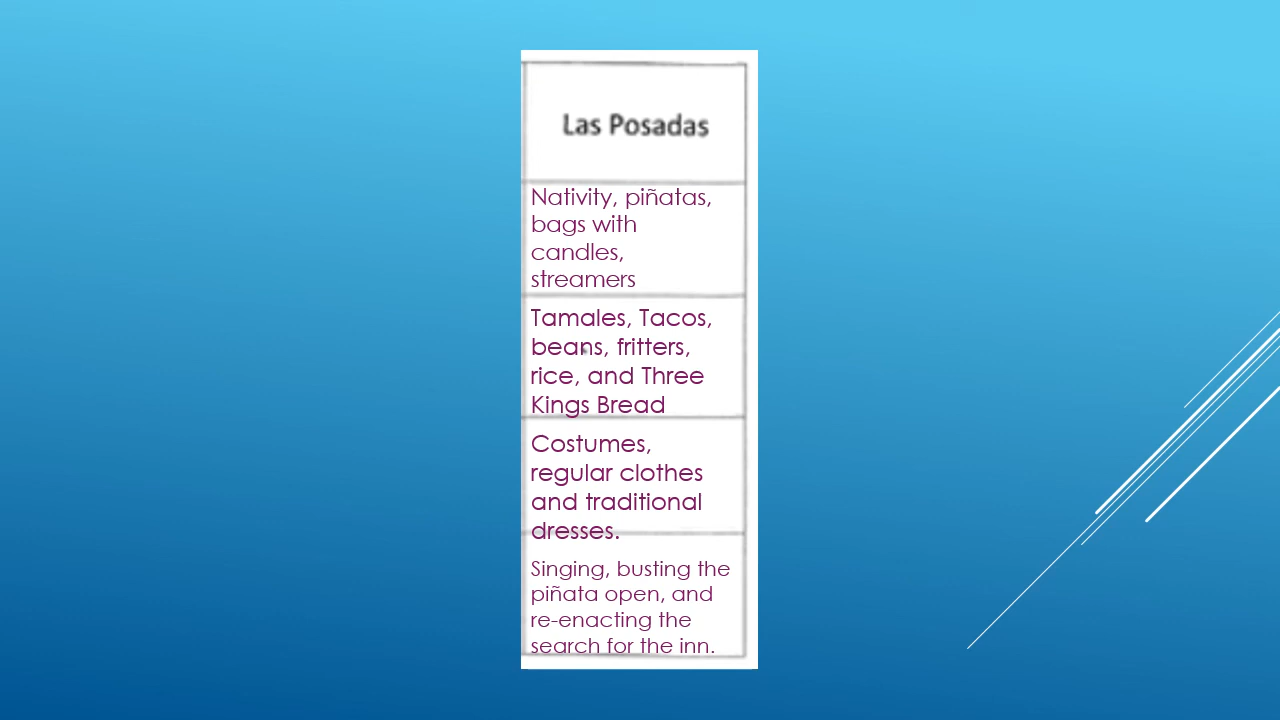 Las Posadas
Nativity, piñatas,
bags with
candles,
streamers
Tamales, Tacos,
beans, fritters,
rice, and Three
Kings Bread
Costumes,
regular clothes
and traditional
dresses.
Singing, busting the
piñata open, and
re-enacting the
search for the inn.